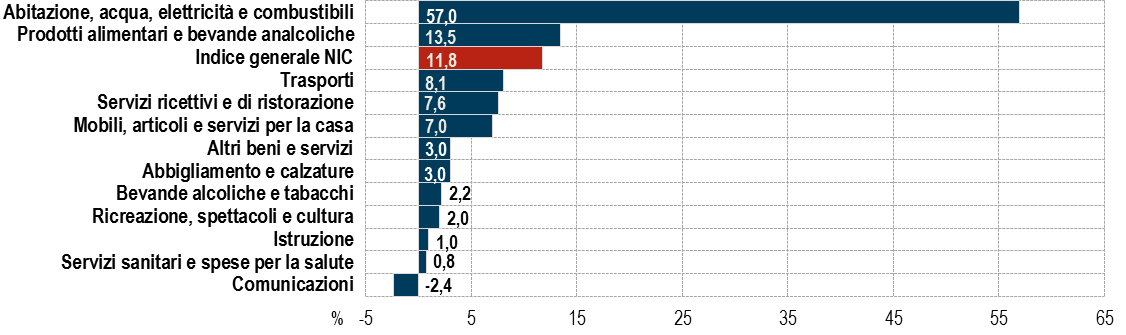 Abitazione, acqua, elettricità e combustibili 57,0
Prodotti alimentari e bevande analcoliche 13,5
Indice generale NIC 11,8
Trasporti 8,1
Servizi ricettivi e di ristorazione 7,6
Mobili, articoli e servizi per la casa 7,0
Altri beni e servizi 3,0
Abbigliamento e calzature 3,0
Bevande alcoliche e tabacchi 2,2
Ricreazione, spettacoli e cultura 2,0
Istruzione 1,0
Servizi sanitari e spese per la salute 0,8
Comunicazioni -2,4
% -5 5 15 25 35 45 55 65